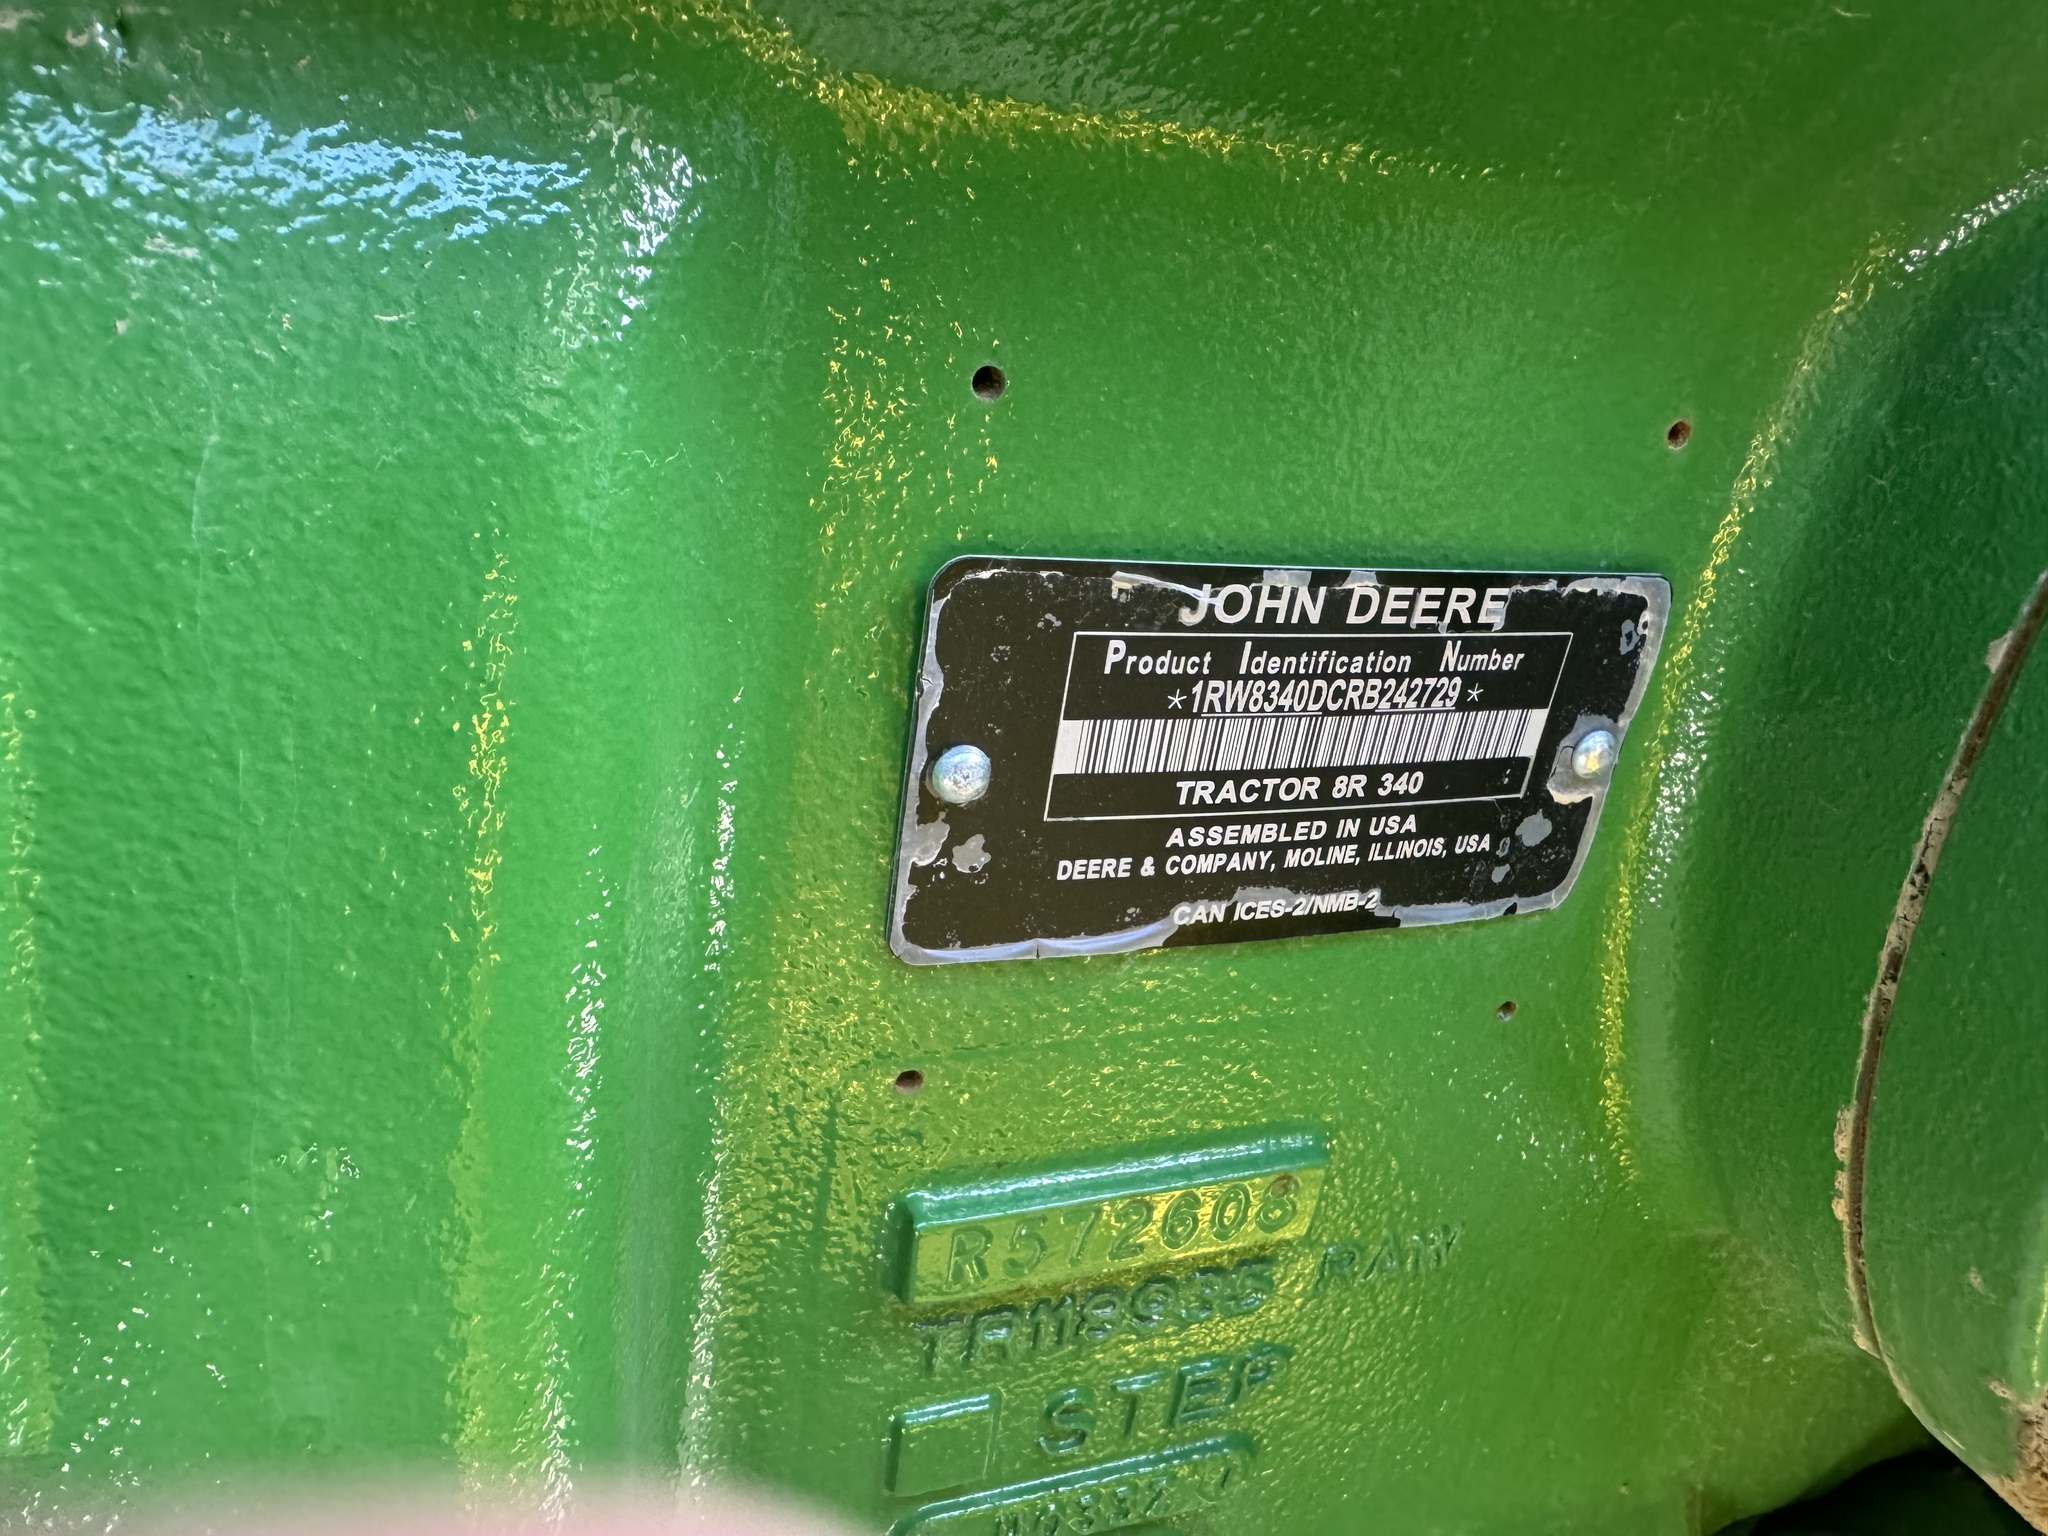 JOHN DEERE
Product Identification Number
*1RW8340DCRB242729*
TRACTOR 8R 340
ASSEMBLED IN USA
DEERE & COMPANY, MOLINE, ILLINOIS, USA
CAN ICES-2/NMB-2
R572608
RAW
STEP